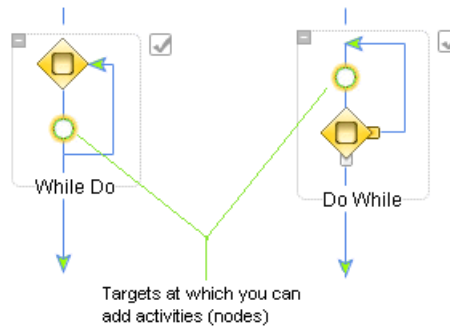 While Do
Do While
Targets at which you can
add activities (nodes)